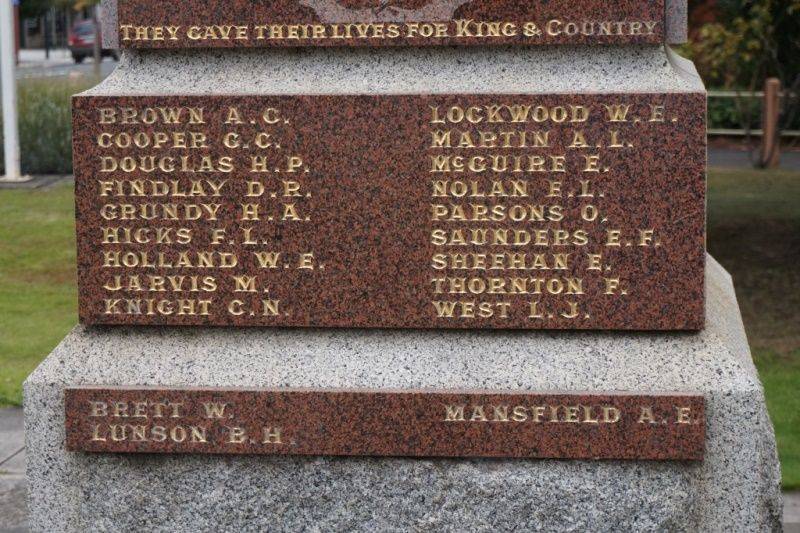 THEY GAVE THEIR LIVES FOR KING & COUNTRY
BROWN A.C.
COOPER G.C.
DOUGLAS H.P.
FINDLAY D.R.
GRUNDY H.A.
HICKS F.L.
HOLLAND W.E.
JARVIS M.
KNIGHT C.N.
LOCKWOOD W.E.
MARTIN A.L.
MCGUIRE E.
NOLAN E.L.
PARSONS O.
SAUNDERS E.F.
SHEEHAN E.
THORNTON F.
WEST L.J.
BRETT W.
LUNSON B.H.
MANSFIELD A.E.